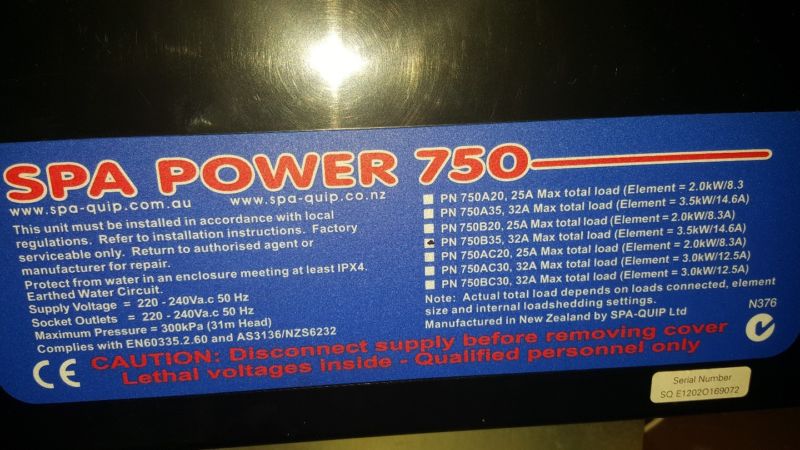 SPA POWER 750
www.spa-quip.com.au www.spa-quip.co.nz
This unit must be installed in accordance with local
regulations. Refer to installation instructions. Factory
serviceable only. Return to authorised agent or
manufacturer for repair.
Protect from water in an enclosure meeting at least IPX4.
Earthed Water Circuit.
Supply Voltage = 220 - 240Va.c 50 Hz
Socket Outlets = 220 - 240Va.c 50 Hz
Maximum Pressure = 300kPa (31m Head)
Complies with EN60335.2.60 and AS3136/NZS6232
PN 750A20, 25A Max total load (Element = 2.0kW/8.3
PN 750A35, 32A Max total load (Element = 3.5kW/14.6A)
PN 750B20, 25A Max total load (Element = 2.0kW/8.3A)
PN 750B35, 32A Max total load (Element = 3.5kW/14.6A)
PN 750AC20, 25A Max total load (Element = 2.0kW/8.3A)
PN 750AC30, 32A Max total load (Element = 3.0kW/12.5A)
PN 750BC30, 32A Max total load (Element = 3.0kW/12.5A)
Note: Actual total load depends on loads connected, element
size and internal loadshedding settings.
Manufactured in New Zealand by SPA-QUIP Ltd
N376
CE
CAUTION: Disconnect supply before removing cover
Lethal voltages inside - Qualified personnel only
Serial Number
SQ E1202O169072